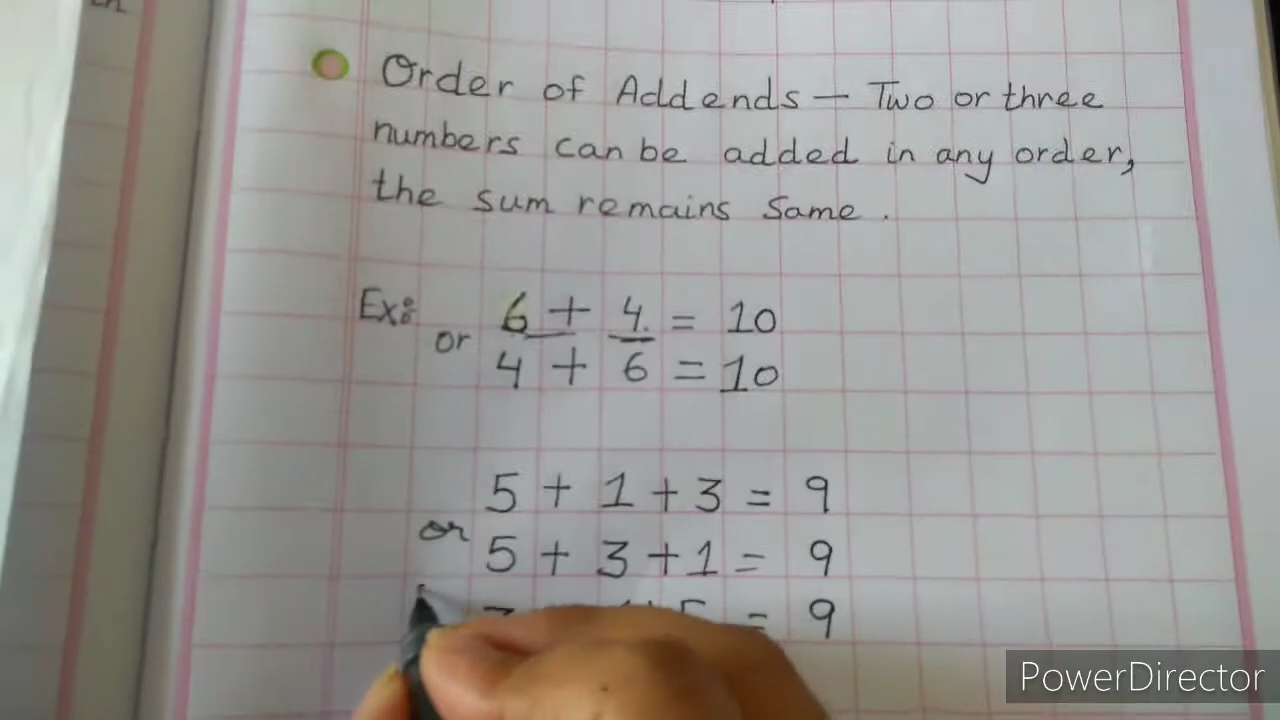 Order of Addends — Two or three
numbers can be added in any order,
the sum remains same.
Ex:
6 + 4 = 10
or
4 + 6 = 10
5 + 1 + 3 = 9
or
5 + 3 + 1 = 9
= 9
PowerDirector